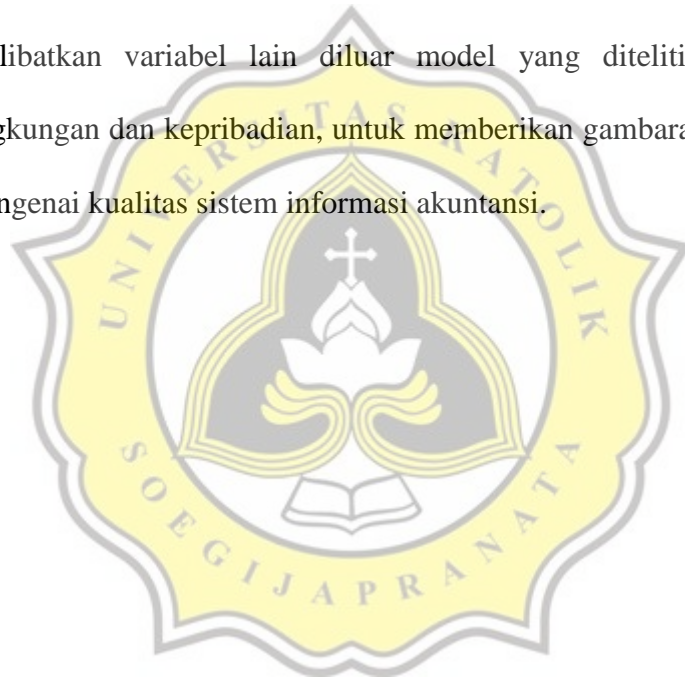 libatkan variabel lain diluar model yang diteliti
gkungan dan kepribadian, untuk memberikan gambara
ngenai kualitas sistem informasi akuntansi.
UNIVERSITAS KATOLIK
SOEGIJAPRANATA